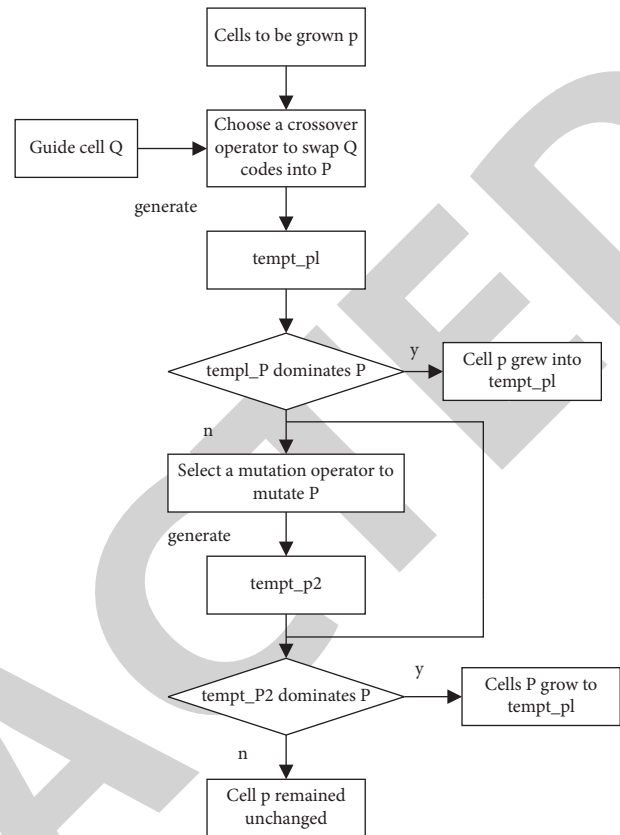 Cells to be grown p
Guide cell Q
Choose a crossover
operator to swap Q
codes into P
generate
tempt_pl
templ_P dominates P
y
Cell p grew into
tempt_pl
n
Select a mutation operator to
mutate P
generate
tempt_p2
tempt_P2 dominates P
y
Cells P grow to
tempt_pl
n
Cell p remained
unchanged